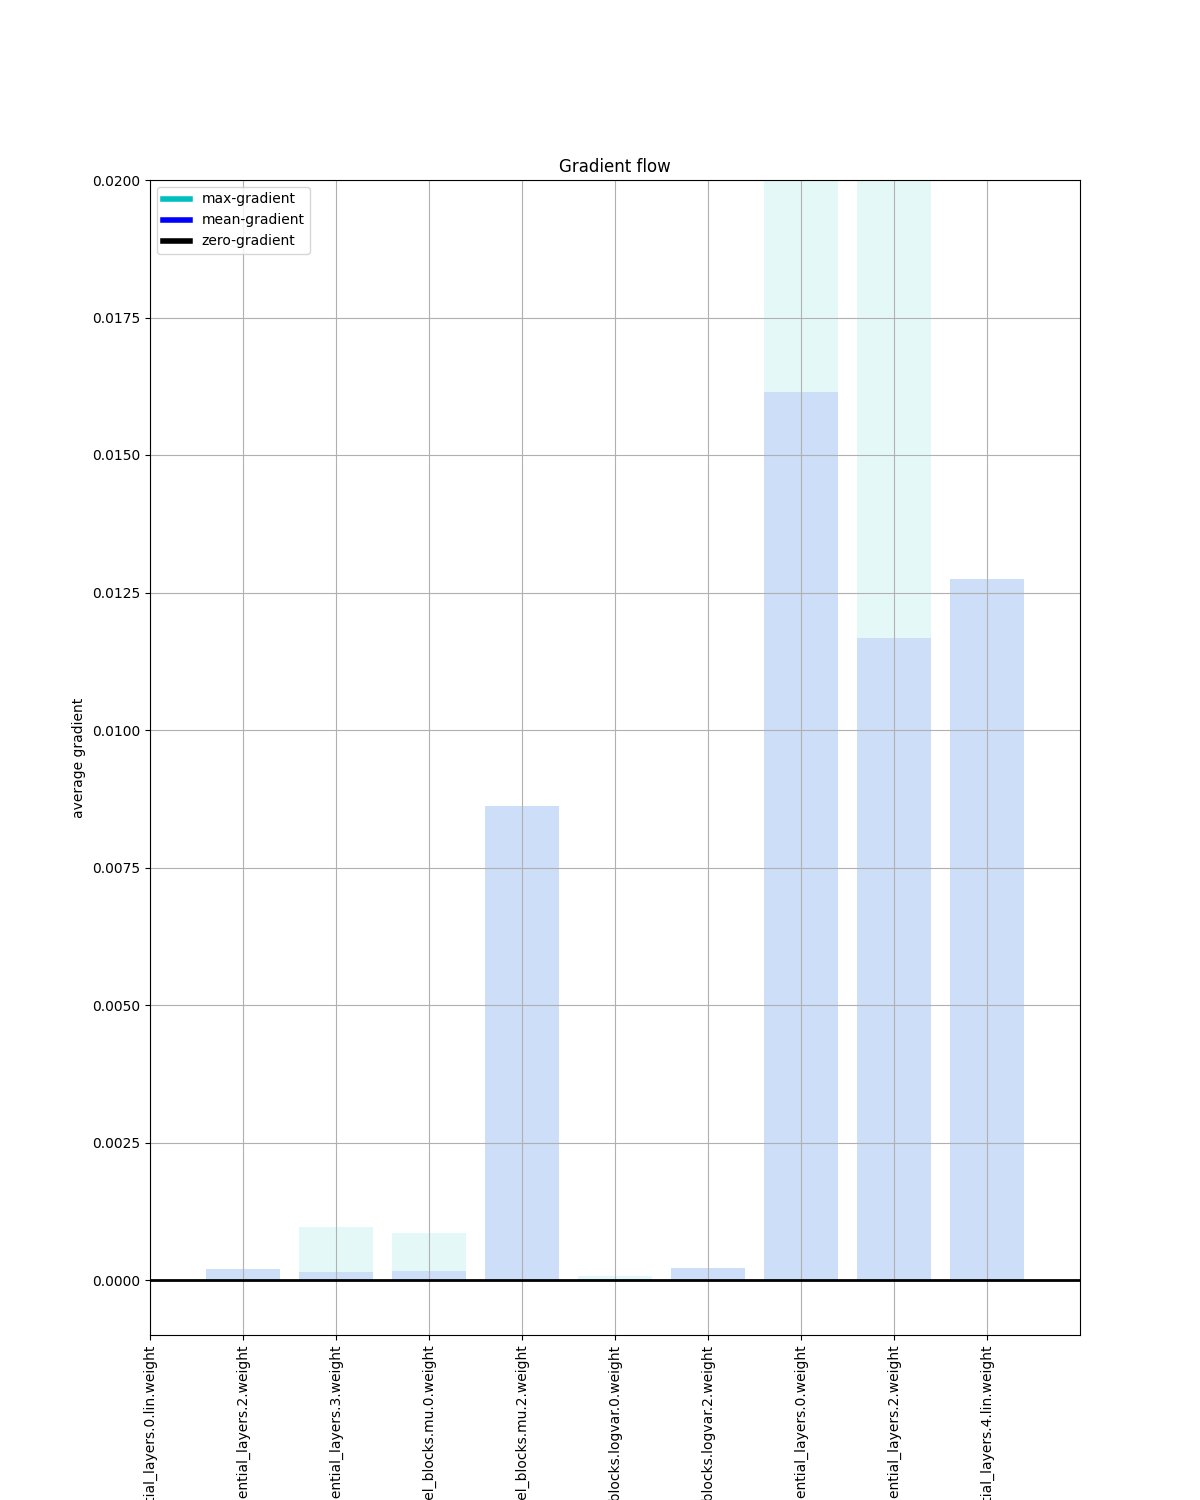 Gradient flow
max-gradient
mean-gradient
zero-gradient
0.0200
0.0175
0.0150
0.0125
0.0100
0.0075
0.0050
0.0025
0.0000
average gradient
tial_layers.0.lin.weight
ential_layers.2.weight
ential_layers.3.weight
el_blocks.mu.0.weight
el_blocks.mu.2.weight
blocks.logvar.0.weight
blocks.logvar.2.weight
ential_layers.0.weight
ential_layers.2.weight
tial_layers.4.lin.weight